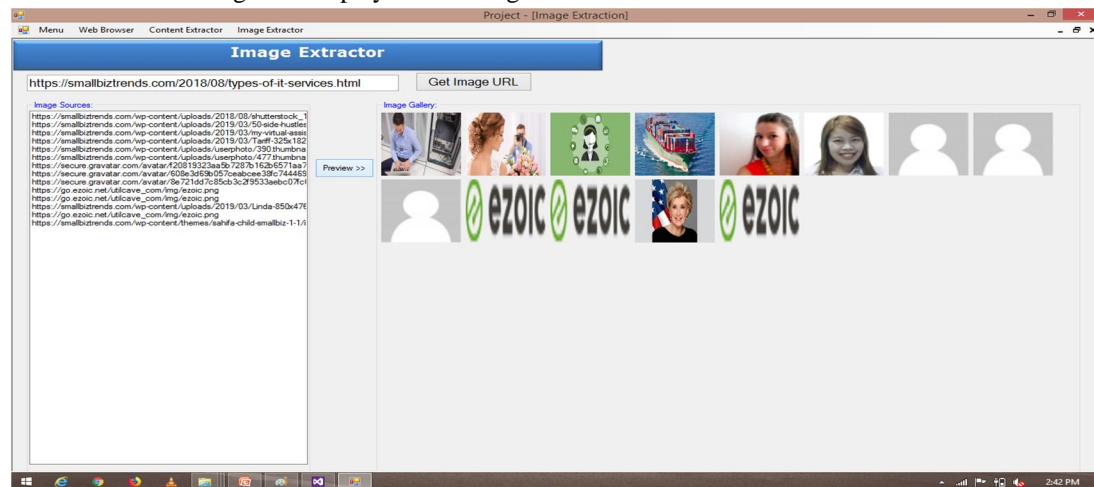 Project - [Image Extraction]
Menu Web Browser Content Extractor Image Extractor
Image Extractor
https://smallbiztrends.com/2018/08/types-of-it-services.html
Get Image URL
Image Sources:
https://smallbiztrends.com/wp-content/uploads/2018/08/shutterstock_1
https://smallbiztrends.com/wp-content/uploads/2019/03/50-side-hustles
https://smallbiztrends.com/wp-content/uploads/2019/03/my-virtual-assis
https://smallbiztrends.com/wp-content/uploads/2019/03/Tariff-325x182
https://smallbiztrends.com/wp-content/uploads/userphoto/390.thumbna
https://smallbiztrends.com/wp-content/uploads/userphoto/477.thumbna
https://secure.gravatar.com/avatar/f20819323aa5b7287b162b6571aa7
https://secure.gravatar.com/avatar/608e3d69b057ceabcee38fc744469
https://secure.gravatar.com/avatar/8e721dd7c85cb3c2f9533aebc07fc
https://go.ezoic.net/utilcave_com/img/ezoic.png
https://go.ezoic.net/utilcave_com/img/ezoic.png
https://smallbiztrends.com/wp-content/uploads/2019/03/Linda-850x476
https://go.ezoic.net/utilcave_com/img/ezoic.png
https://smallbiztrends.com/wp-content/themes/sahifa-child-smallbiz-1-1/i
Preview >>
Image Gallery:
ezoic ezoic ezoic
2:42 PM